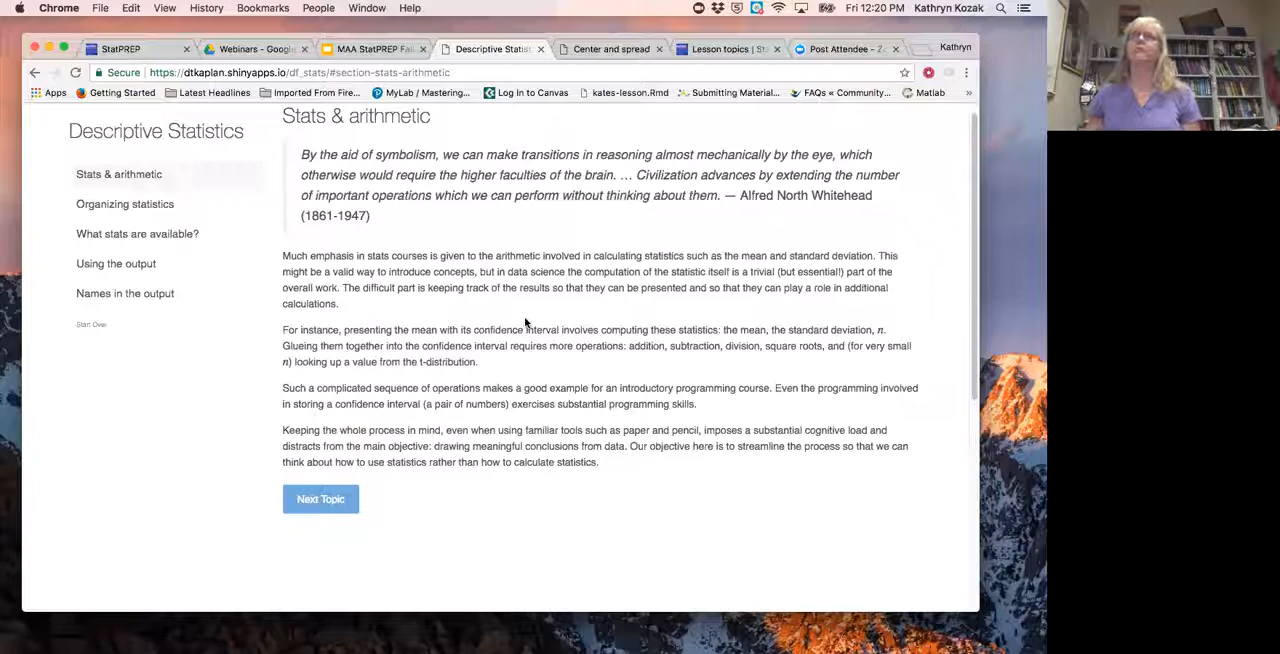 Chrome File Edit View History Bookmarks People Window Help Fri 12:20 PM Kathryn Kozak
StatPREP Webinars - Google MAA StatPREP Fal Descriptive Statis Center and spread Lesson topics | Sta Post Attendee - Zo Kathryn
Secure https://dtkaplan.shinyapps.io/df_stats/#section-stats-arithmetic
Apps Getting Started Latest Headlines Imported From Fire... MyLab / Mastering... Log In to Canvas kates-lesson.Rmd Submitting Material... FAQs « Community... Matlab »
Descriptive Statistics
Stats & arithmetic
Organizing statistics
What stats are available?
Using the output
Names in the output
Start Over
Stats & arithmetic
By the aid of symbolism, we can make transitions in reasoning almost mechanically by the eye, which
otherwise would require the higher faculties of the brain. … Civilization advances by extending the number
of important operations which we can perform without thinking about them. — Alfred North Whitehead
(1861-1947)
Much emphasis in stats courses is given to the arithmetic involved in calculating statistics such as the mean and standard deviation. This
might be a valid way to introduce concepts, but in data science the computation of the statistic itself is a trivial (but essential!) part of the
overall work. The difficult part is keeping track of the results so that they can be presented and so that they can play a role in additional
calculations.
For instance, presenting the mean with its confidence interval involves computing these statistics: the mean, the standard deviation, n.
Glueing them together into the confidence interval requires more operations: addition, subtraction, division, square roots, and (for very small
n) looking up a value from the t-distribution.
Such a complicated sequence of operations makes a good example for an introductory programming course. Even the programming involved
in storing a confidence interval (a pair of numbers) exercises substantial programming skills.
Keeping the whole process in mind, even when using familiar tools such as paper and pencil, imposes a substantial cognitive load and
distracts from the main objective: drawing meaningful conclusions from data. Our objective here is to streamline the process so that we can
think about how to use statistics rather than how to calculate statistics.
Next Topic